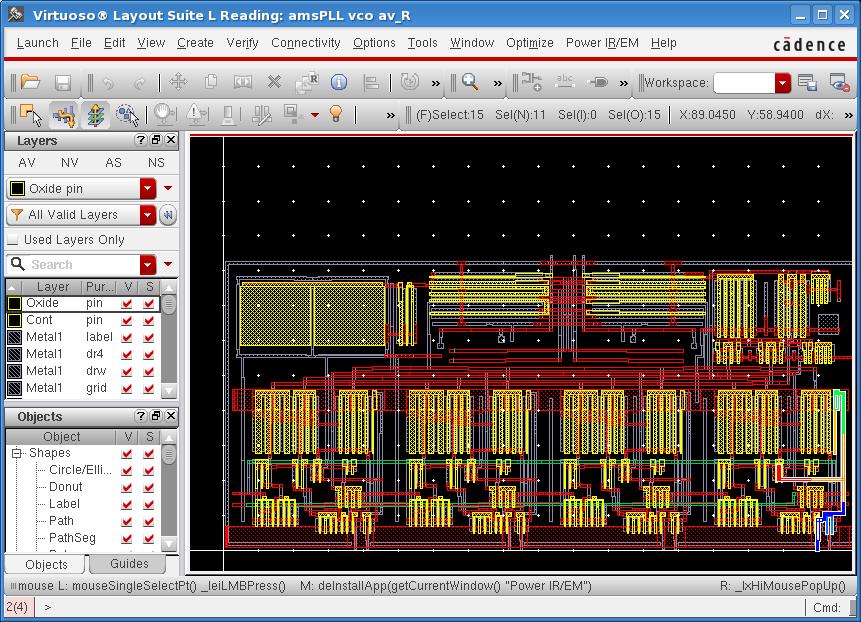 Virtuoso® Layout Suite L Reading: amsPLL vco av_R
Launch File Edit View Create Verify Connectivity Options Tools Window Optimize Power IR/EM Help
cādence
abc
Workspace:
(F)Select:15 Sel(N):11 Sel(I):0 Sel(O):15 X:89.0450 Y:58.9400 dX:
Layers
AV NV AS NS
Oxide pin
All Valid Layers
Used Layers Only
Search
Layer Pur... V S
Oxide pin
Cont pin
Metal1 label
Metal1 dr4
Metal1 drw
Metal1 grid
Objects
Object V S
Shapes
Circle/Elli...
Donut
Label
Path
PathSeg
Objects Guides
mouse L: mouseSingleSelectPt() _leiLMBPress() M: deInstallApp(getCurrentWindow() "Power IR/EM") R: _lxHiMousePopUp()
2(4) > Cmd: